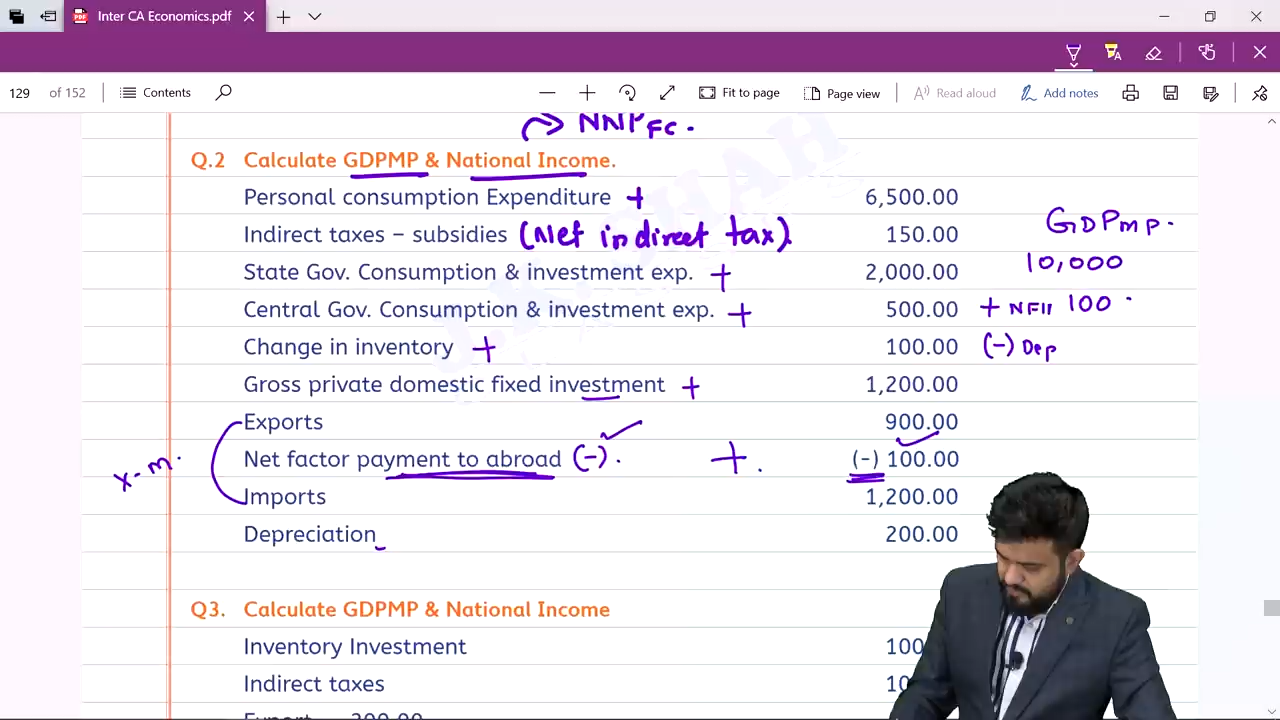 Inter CA Economics.pdf
129 of 152 Contents Fit to page Page view Read aloud Add notes
NNPFC.
Q.2 Calculate GDPMP & National Income.
Personal consumption Expenditure + 6,500.00
Indirect taxes – subsidies (Net indirect tax). 150.00
GDPMP.
State Gov. Consumption & investment exp. + 2,000.00
10,000
Central Gov. Consumption & investment exp. + 500.00
+ NFII 100
Change in inventory + 100.00
(-) Dep
Gross private domestic fixed investment + 1,200.00
Exports 900.00
Net factor payment to abroad (-). +. (-) 100.00
X-M.
Imports 1,200.00
Depreciation 200.00
Q3. Calculate GDPMP & National Income
Inventory Investment 100
Indirect taxes 10